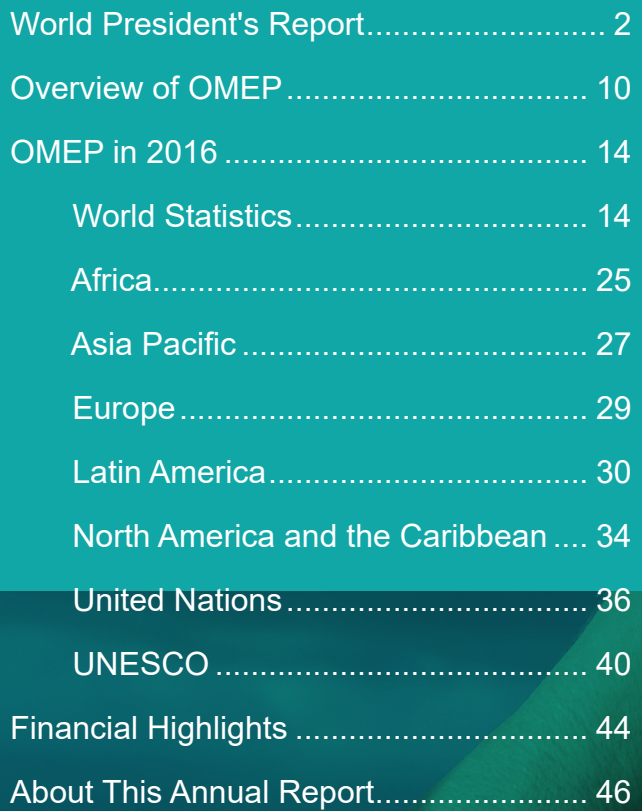 World President's Report........................... 2
Overview of OMEP.................................. 10
OMEP in 2016 ......................................... 14
World Statistics................................. 14
Africa................................................. 25
Asia Pacific ....................................... 27
Europe.............................................. 29
Latin America.................................... 30
North America and the Caribbean .... 34
United Nations.................................. 36
UNESCO .......................................... 40
Financial Highlights ................................. 44
About This Annual Report........................ 46